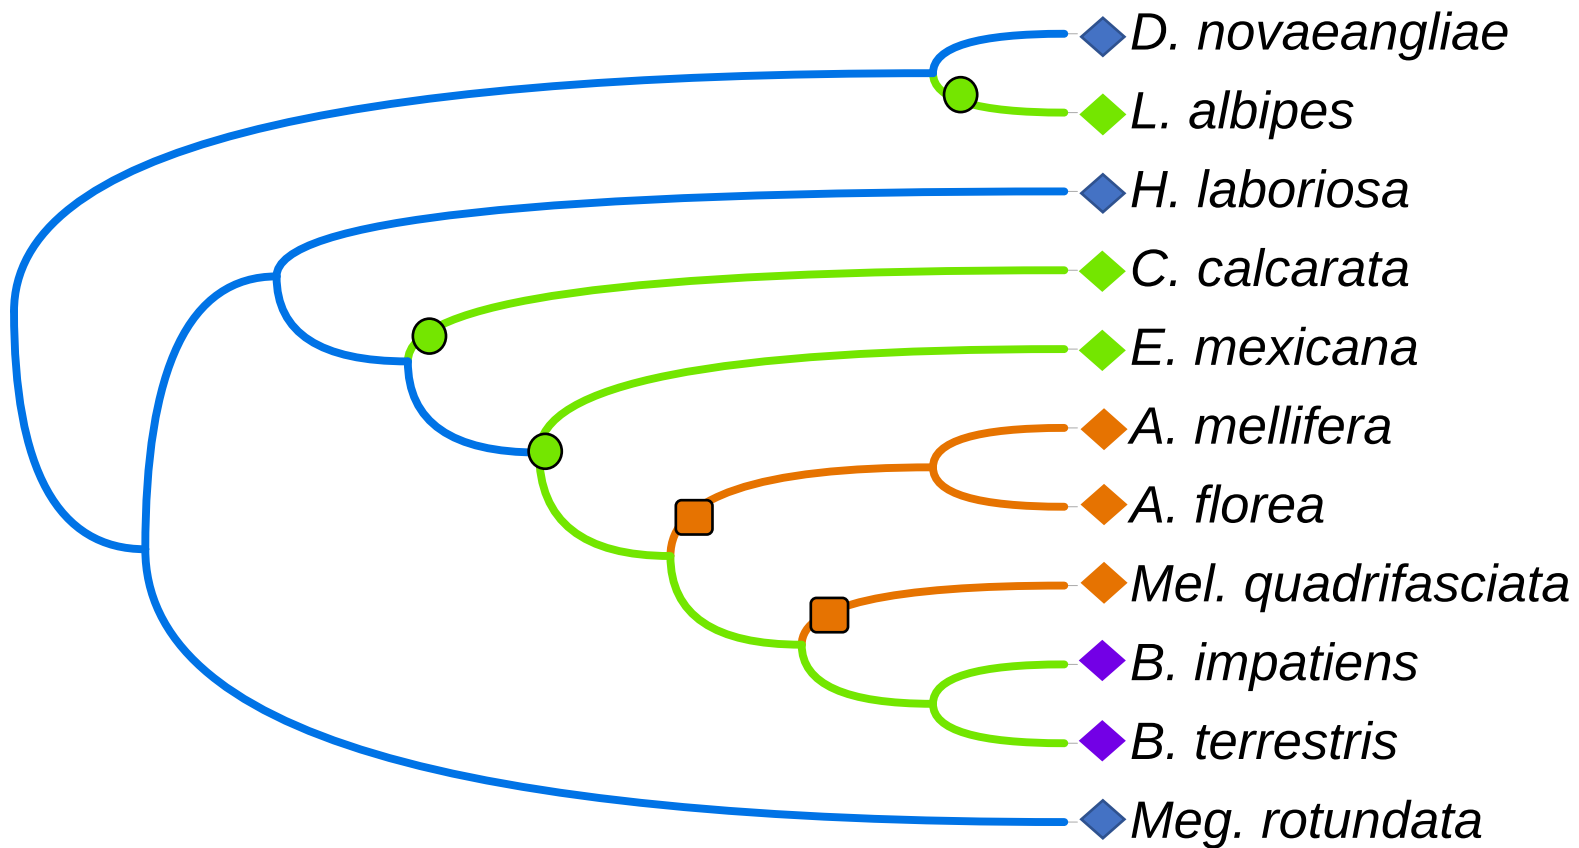 D. novaeangliae
L. albipes
H. laboriosa
C. calcarata
E. mexicana
A. mellifera
A. florea
Mel. quadrifasciata
B. impatiens
B. terrestris
Meg. rotundata